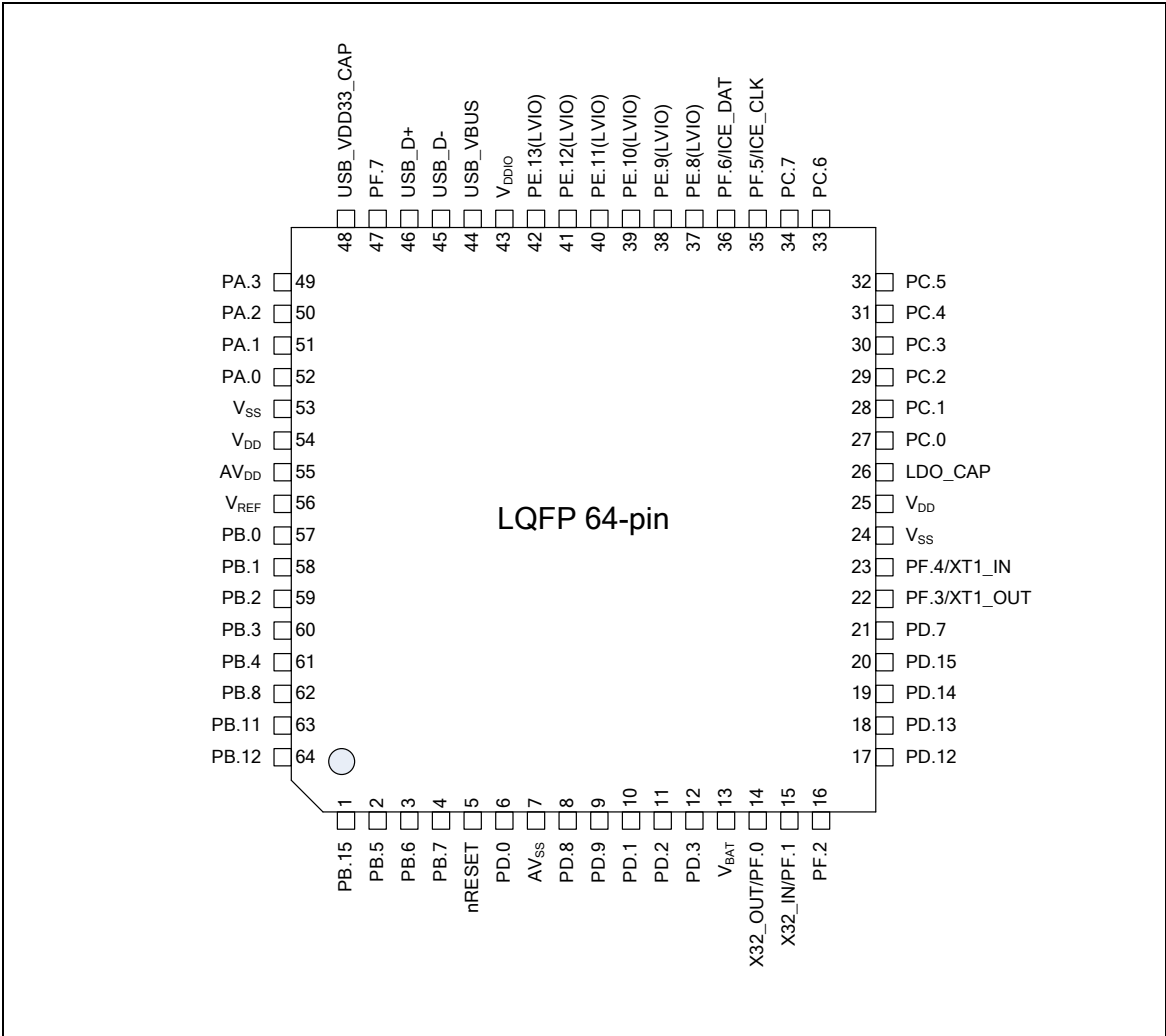 USB_VDD33_CAP
PF.7
USB_D+
USB_D-
USB_VBUS
VDDIO
PE.13(LVIO)
PE.12(LVIO)
PE.11(LVIO)
PE.10(LVIO)
PE.9(LVIO)
PE.8(LVIO)
PF.6/ICE_DAT
PF.5/ICE_CLK
PC.7
PC.6
48
47
46
45
44
43
42
41
40
39
38
37
36
35
34
33
PA.3 49
PA.2 50
PA.1 51
PA.0 52
VSS 53
VDD 54
AVDD 55
VREF 56
PB.0 57
PB.1 58
PB.2 59
PB.3 60
PB.4 61
PB.8 62
PB.11 63
PB.12 64
LQFP 64-pin
32 PC.5
31 PC.4
30 PC.3
29 PC.2
28 PC.1
27 PC.0
26 LDO_CAP
25 VDD
24 VSS
23 PF.4/XT1_IN
22 PF.3/XT1_OUT
21 PD.7
20 PD.15
19 PD.14
18 PD.13
17 PD.12
1
2
3
4
5
6
7
8
9
10
11
12
13
14
15
16
PB.15
PB.5
PB.6
PB.7
nRESET
PD.0
AVSS
PD.8
PD.9
PD.1
PD.2
PD.3
VBAT
X32_OUT/PF.0
X32_IN/PF.1
PF.2